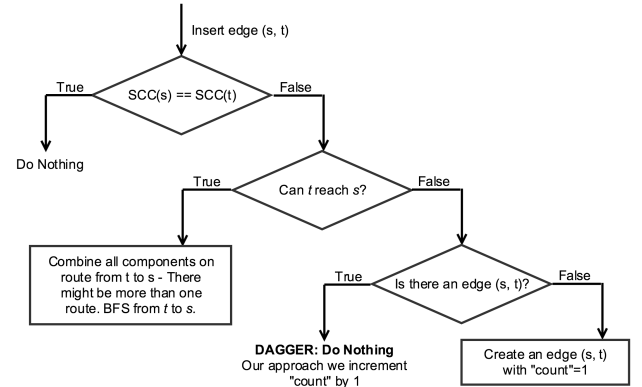 Insert edge (s, t)
True
False
SCC(s) == SCC(t)
Do Nothing
True
False
Can t reach s?
Combine all components on
route from t to s - There
might be more than one
route. BFS from t to s.
True
False
Is there an edge (s, t)?
DAGGER: Do Nothing
Our approach we increment
"count" by 1
Create an edge (s, t)
with "count"=1